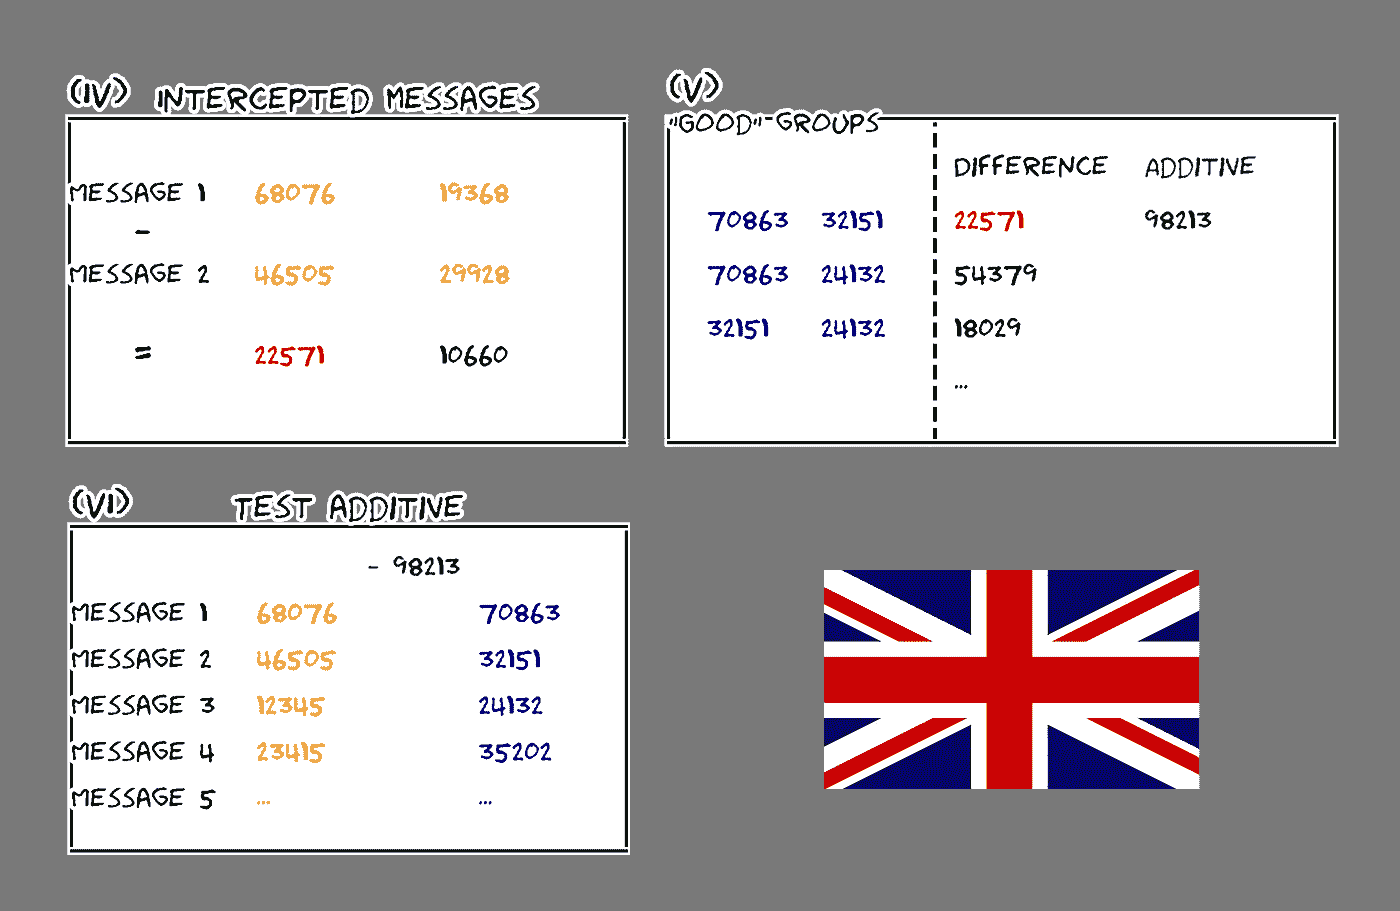 (IV) INTERCEPTED MESSAGES
MESSAGE 1 68076 19368
-
MESSAGE 2 46505 29928
= 22571 10660
(V)
"GOOD"-GROUPS
DIFFERENCE ADDITIVE
70863 32151 22571 98213
70863 24132 54379
32151 24132 18029
...
(VI) TEST ADDITIVE
- 98213
MESSAGE 1 68076 70863
MESSAGE 2 46505 32151
MESSAGE 3 12345 24132
MESSAGE 4 23415 35202
MESSAGE 5 ... ...